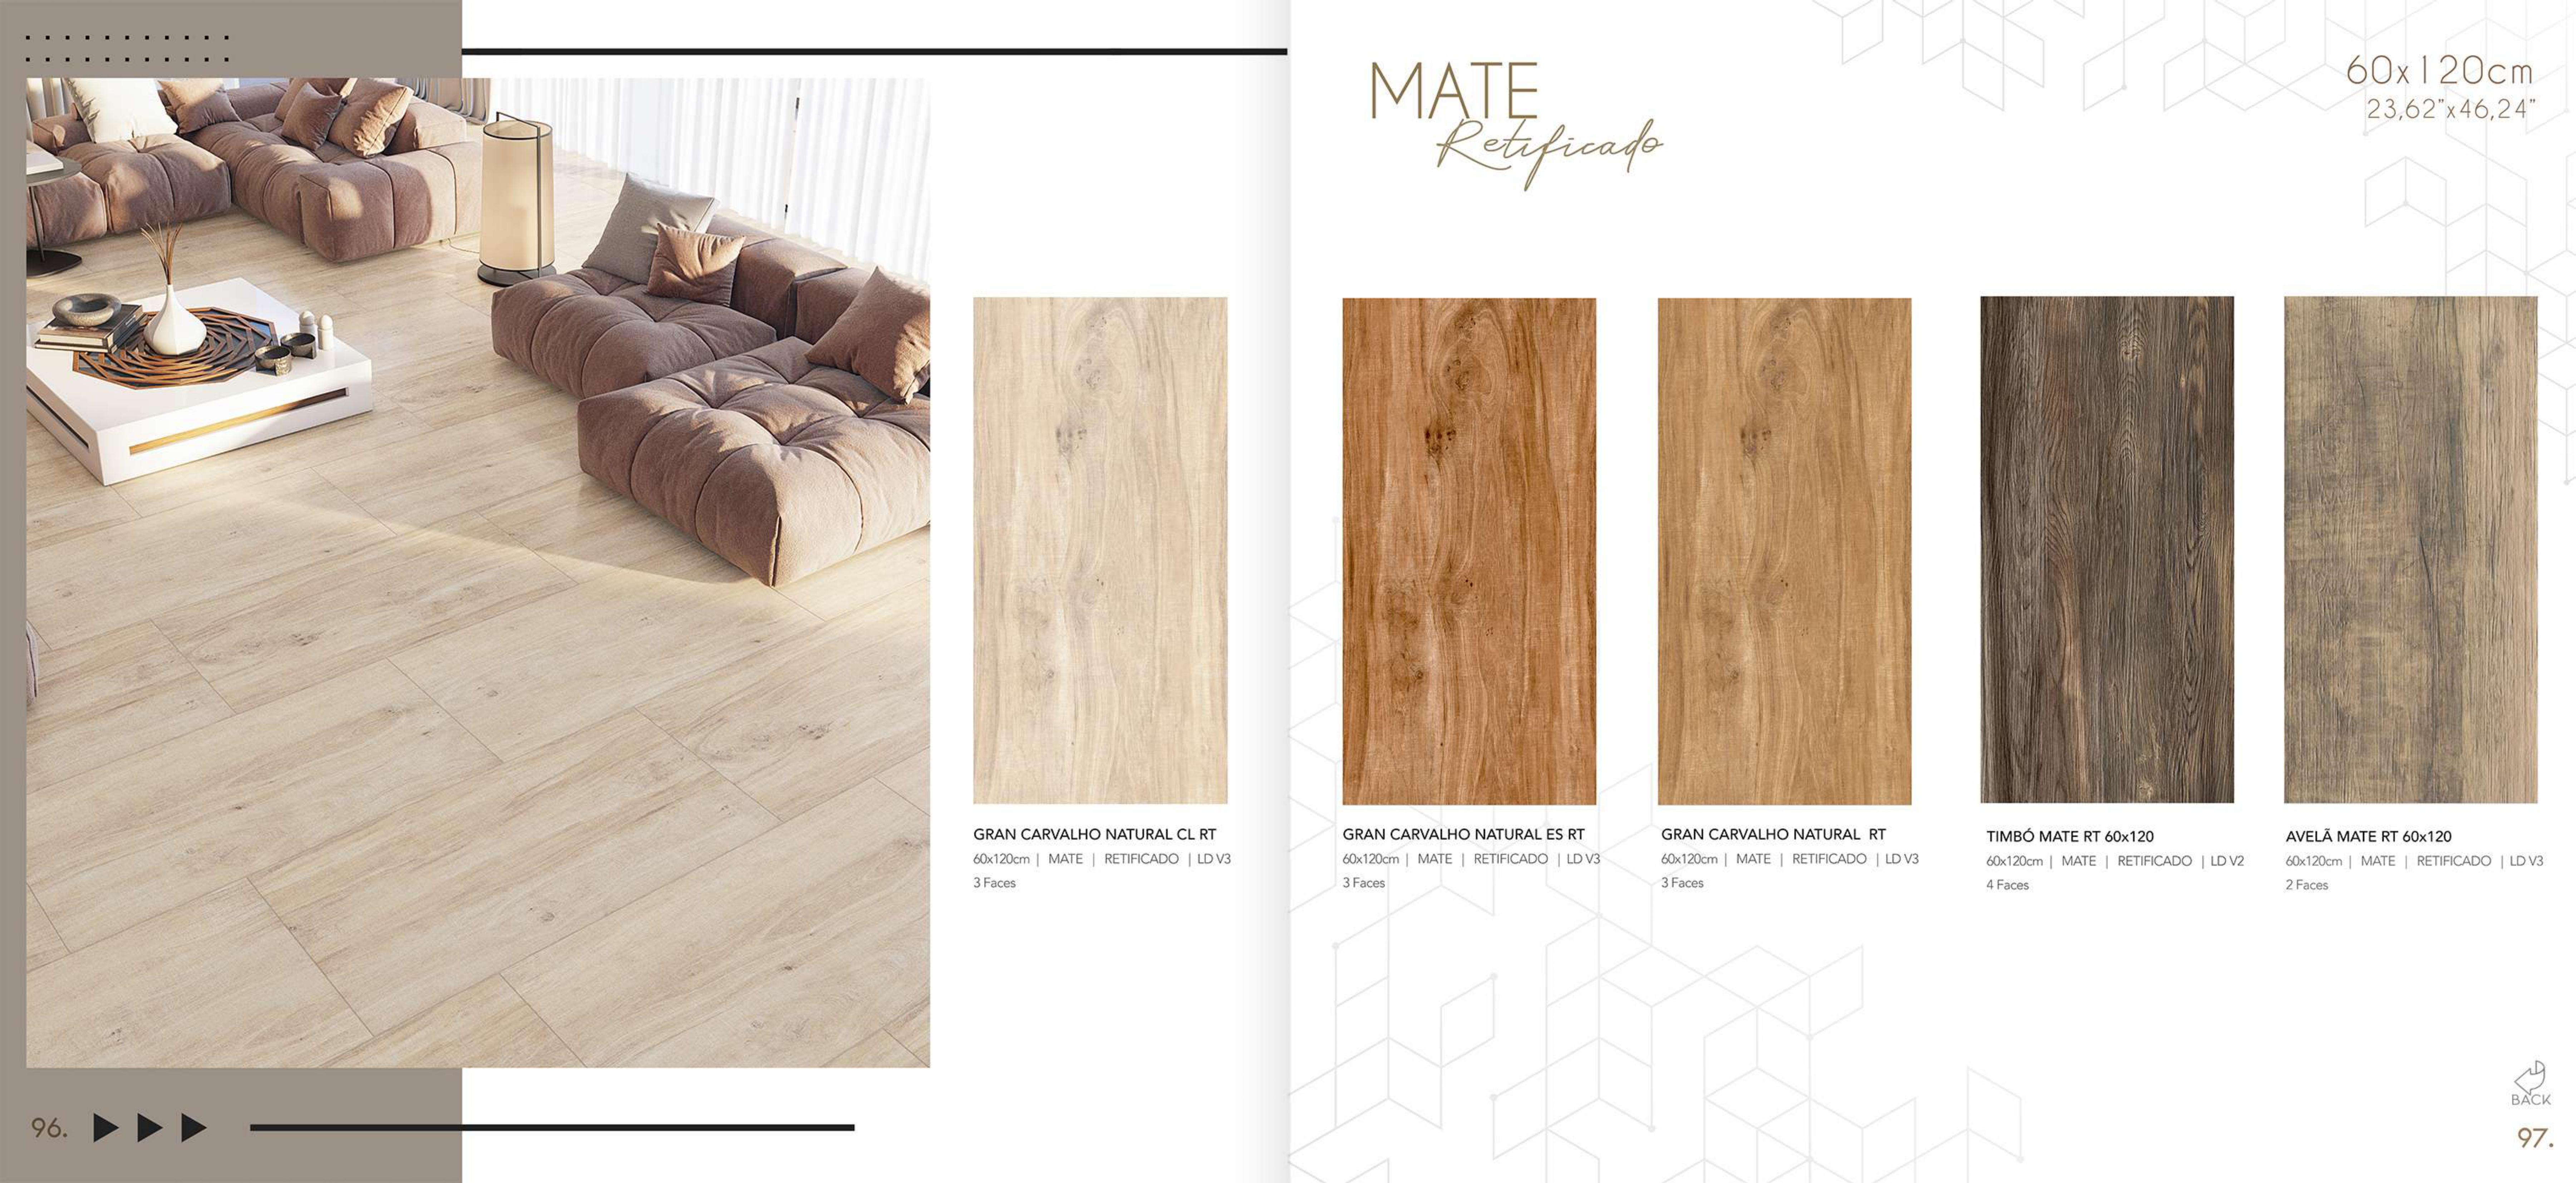 96.
GRAN CARVALHO NATURAL CL RT
60x120cm | MATE | RETIFICADO | LD V3
3 Faces
MATE
Retificado
60x120cm
23,62"x46,24"
GRAN CARVALHO NATURAL ES RT
60x120cm | MATE | RETIFICADO | LD V3
3 Faces
GRAN CARVALHO NATURAL RT
60x120cm | MATE | RETIFICADO | LD V3
3 Faces
TIMBÓ MATE RT 60x120
60x120cm | MATE | RETIFICADO | LD V2
4 Faces
AVELÃ MATE RT 60x120
60x120cm | MATE | RETIFICADO | LD V3
2 Faces
BACK
97.